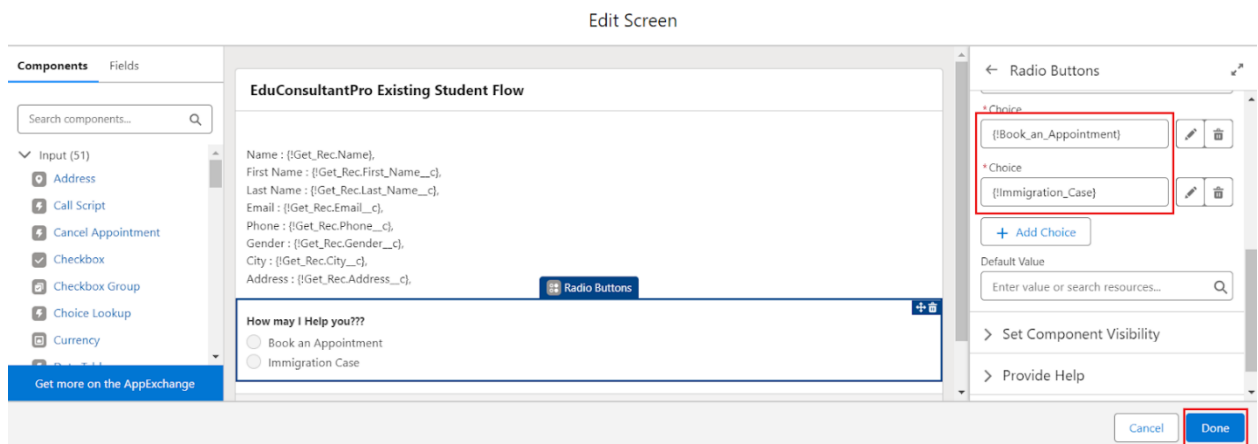 Edit Screen
Components Fields
Search components...
Input (51)
Address
Call Script
Cancel Appointment
Checkbox
Checkbox Group
Choice Lookup
Currency
Get more on the AppExchange
EduConsultantPro Existing Student Flow
Name : {!Get_Rec.Name},
First Name : {!Get_Rec.First_Name__c},
Last Name : {!Get_Rec.Last_Name__c},
Email : {!Get_Rec.Email__c},
Phone : {!Get_Rec.Phone__c},
Gender : {!Get_Rec.Gender__c},
City : {!Get_Rec.City__c},
Address : {!Get_Rec.Address__c},
Radio Buttons
How may I Help you???
Book an Appointment
Immigration Case
Radio Buttons
* Choice
{!Book_an_Appointment}
* Choice
{!Immigration_Case}
+ Add Choice
Default Value
Enter value or search resources...
Set Component Visibility
Provide Help
Cancel Done